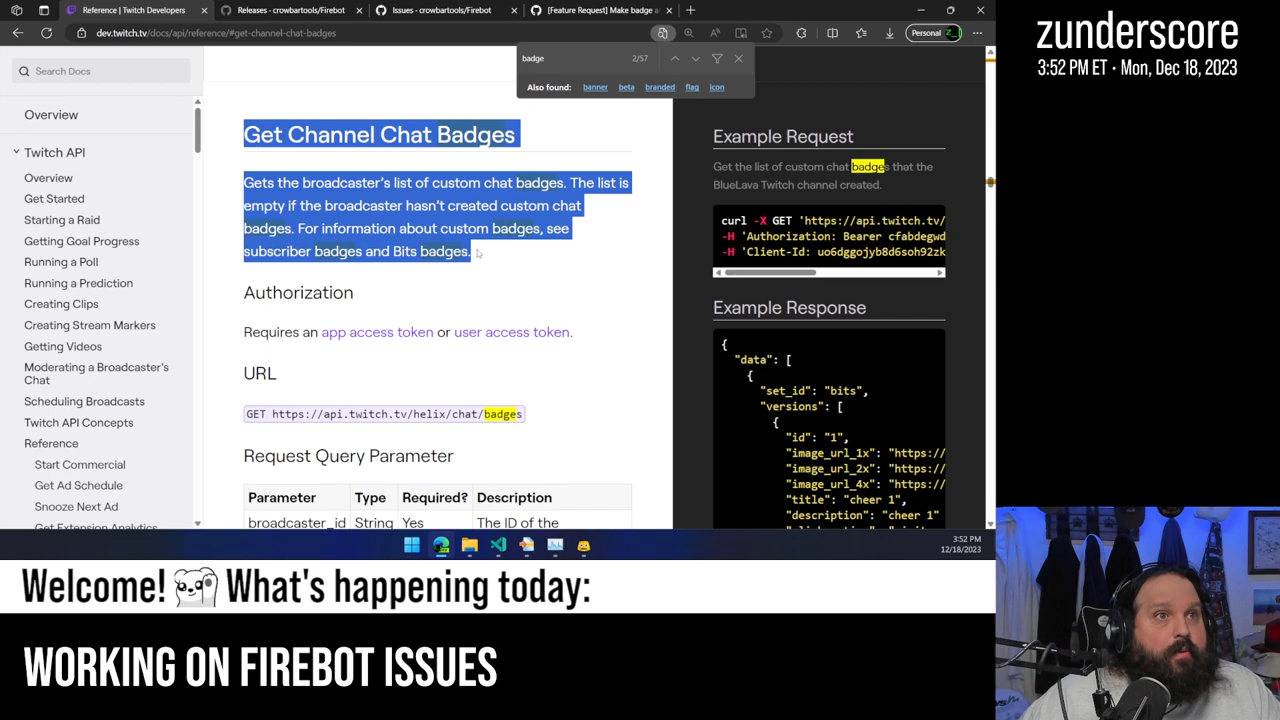 Reference | Twitch Developers
Releases - crowbartools/Firebot
Issues - crowbartools/Firebot
[Feature Request] Make badge a
dev.twitch.tv/docs/api/reference/#get-channel-chat-badges
Personal
badge
2/57
Also found:
banner
beta
branded
flag
icon
Search Docs
Overview
Twitch API
Overview
Get Started
Starting a Raid
Getting Goal Progress
Running a Poll
Running a Prediction
Creating Clips
Creating Stream Markers
Getting Videos
Moderating a Broadcaster's
Chat
Scheduling Broadcasts
Twitch API Concepts
Reference
Start Commercial
Get Ad Schedule
Snooze Next Ad
Get Extension Analytics
Get Channel Chat Badges
Gets the broadcaster's list of custom chat badges. The list is
empty if the broadcaster hasn't created custom chat
badges. For information about custom badges, see
subscriber badges and Bits badges.
Authorization
Requires an app access token or user access token.
URL
GET https://api.twitch.tv/helix/chat/badges
Request Query Parameter
Parameter Type Required? Description
broadcaster_id String Yes The ID of the
Example Request
Get the list of custom chat badges that the
BlueLava Twitch channel created.
curl -X GET 'https://api.twitch.tv/
-H 'Authorization: Bearer cfabdegwd
-H 'Client-Id: uo6dggojyb8d6soh92zk
Example Response
{
"data": [
{
"set_id": "bits",
"versions": [
{
"id": "1",
"image_url_1x": "https://
"image_url_2x": "https://
"image_url_4x": "https://
"title": "cheer 1",
"description": "cheer 1"
3:52 PM
12/18/2023
zunderscore
3:52 PM ET • Mon, Dec 18, 2023
Welcome! What's happening today:
WORKING ON FIREBOT ISSUES